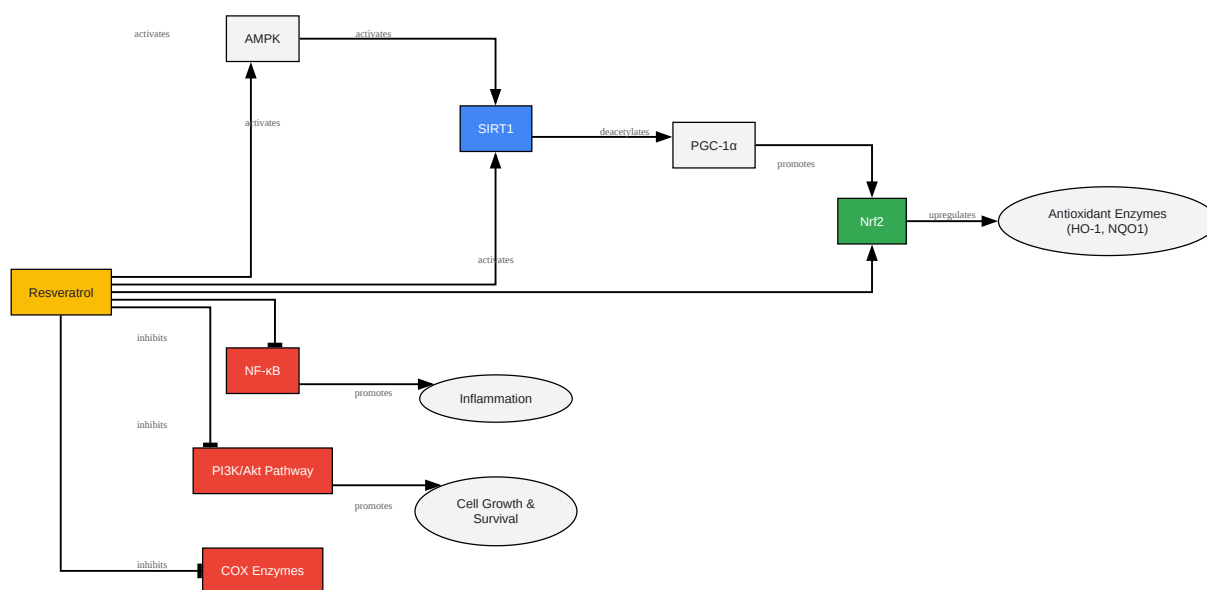 activates
AMPK
activates
activates
SIRT1
deacetylates
PGC-1α
promotes
Nrf2
upregulates
Antioxidant Enzymes
(HO-1, NQO1)
activates
Resveratrol
inhibits
NF-κB
promotes
Inflammation
inhibits
PI3K/Akt Pathway
promotes
Cell Growth &
Survival
inhibits
COX Enzymes